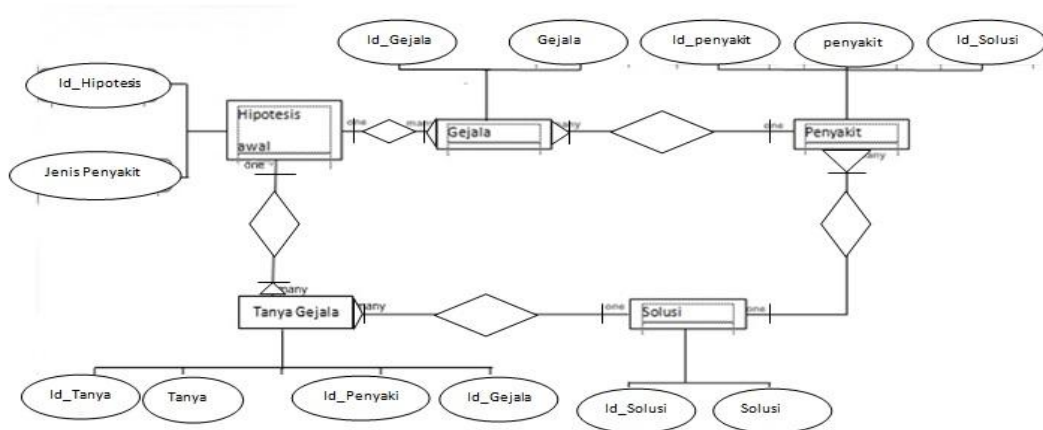 Id_Gejala
Gejala
Id_penyakit
penyakit
Id_Solusi
Id_Hipotesis
Jenis Penyakit
Hipotesis
awal
one
many
Gejala
many
one
Penyakit
one
any
many
Tanya Gejala
many
one
Solusi
one
Id_Tanya
Tanya
Id_Penyaki
Id_Gejala
Id_Solusi
Solusi